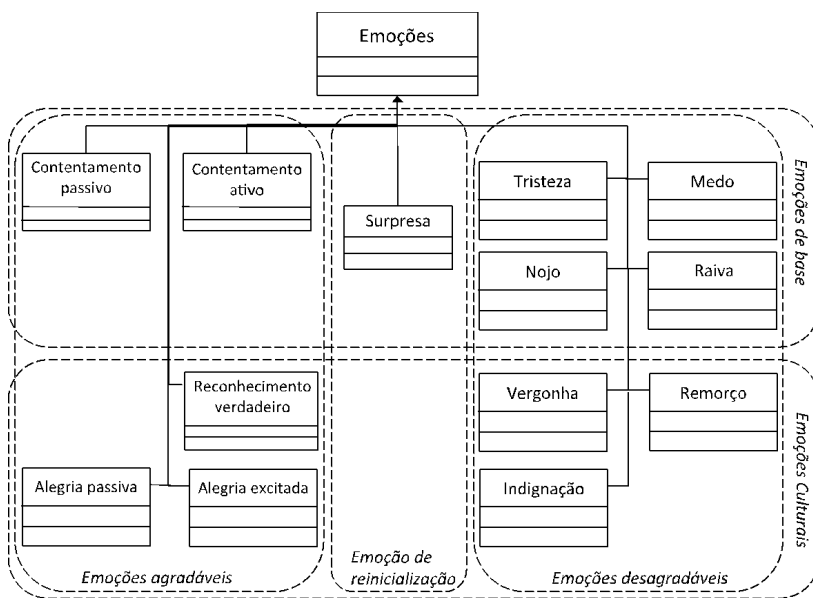 Emoções
Contentamento
passivo
Contentamento
ativo
Surpresa
Tristeza
Medo
Nojo
Raiva
Emoções de base
Reconhecimento
verdadeiro
Vergonha
Remorço
Alegria passiva
Alegria excitada
Indignação
Emoções Culturais
Emoções agradáveis
Emoção de
reinicialização
Emoções desagradáveis